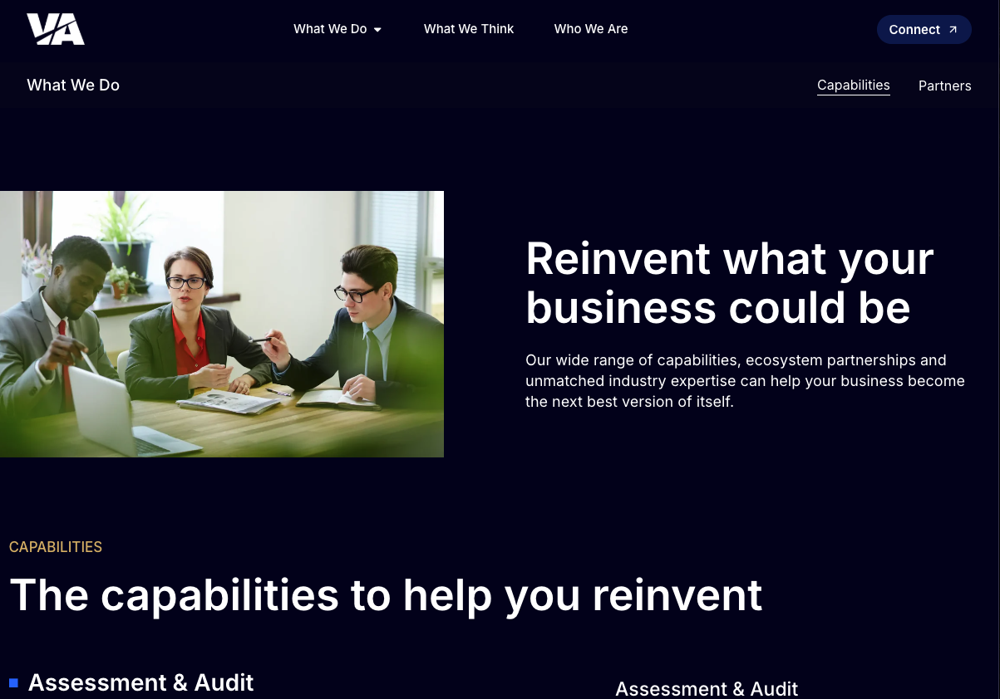 VA
What We Do
What We Think
Who We Are
Connect
What We Do
Capabilities
Partners
Reinvent what your
business could be
Our wide range of capabilities, ecosystem partnerships and
unmatched industry expertise can help your business become
the next best version of itself.
CAPABILITIES
The capabilities to help you reinvent
Assessment & Audit
Assessment & Audit